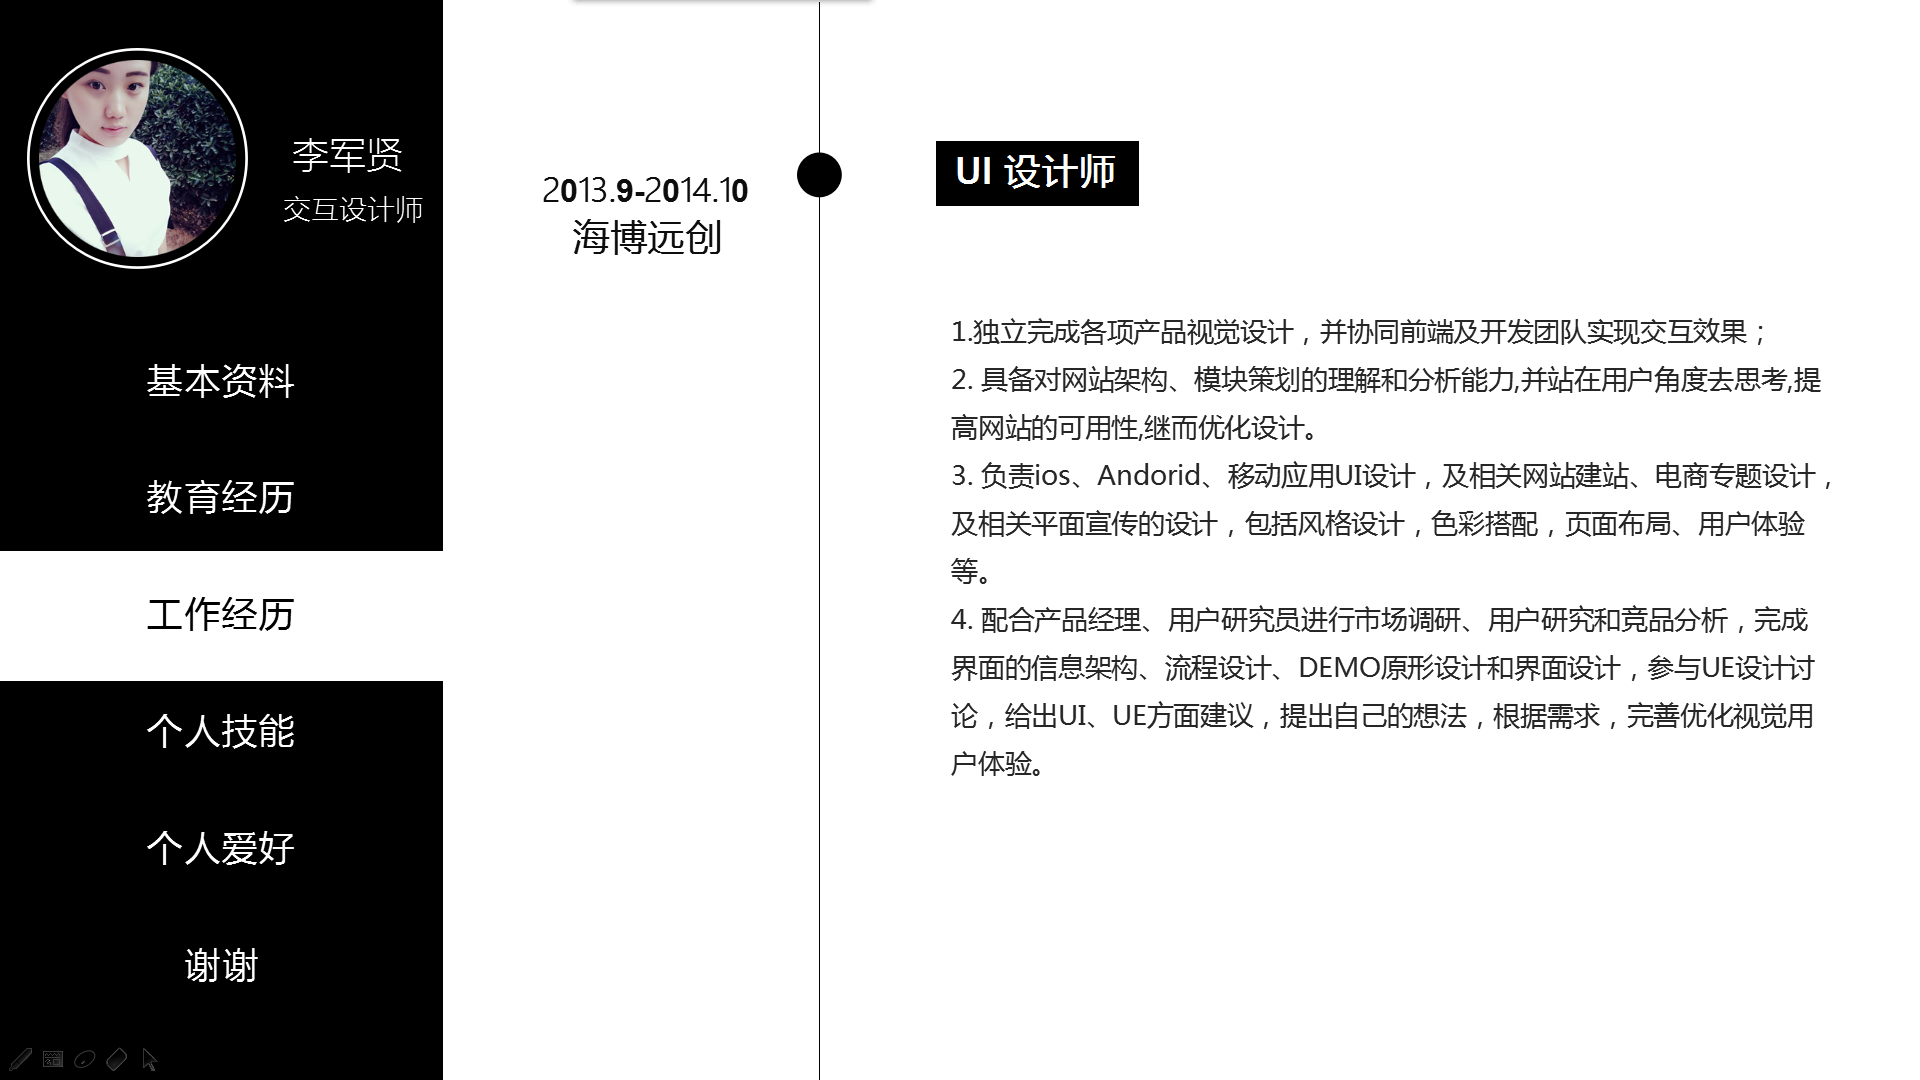 李军贤
交互设计师
基本资料
教育经历
工作经历
个人技能
个人爱好
谢谢
2013.9-2014.10
海博远创
UI 设计师
1.独立完成各项产品视觉设计，并协同前端及开发团队实现交互效果；
2. 具备对网站架构、模块策划的理解和分析能力,并站在用户角度去思考,提
高网站的可用性,继而优化设计。
3. 负责ios、Andorid、移动应用UI设计，及相关网站建站、电商专题设计，
及相关平面宣传的设计，包括风格设计，色彩搭配，页面布局、用户体验
等。
4. 配合产品经理、用户研究员进行市场调研、用户研究和竞品分析，完成
界面的信息架构、流程设计、DEMO原形设计和界面设计，参与UE设计讨
论，给出UI、UE方面建议，提出自己的想法，根据需求，完善优化视觉用
户体验。